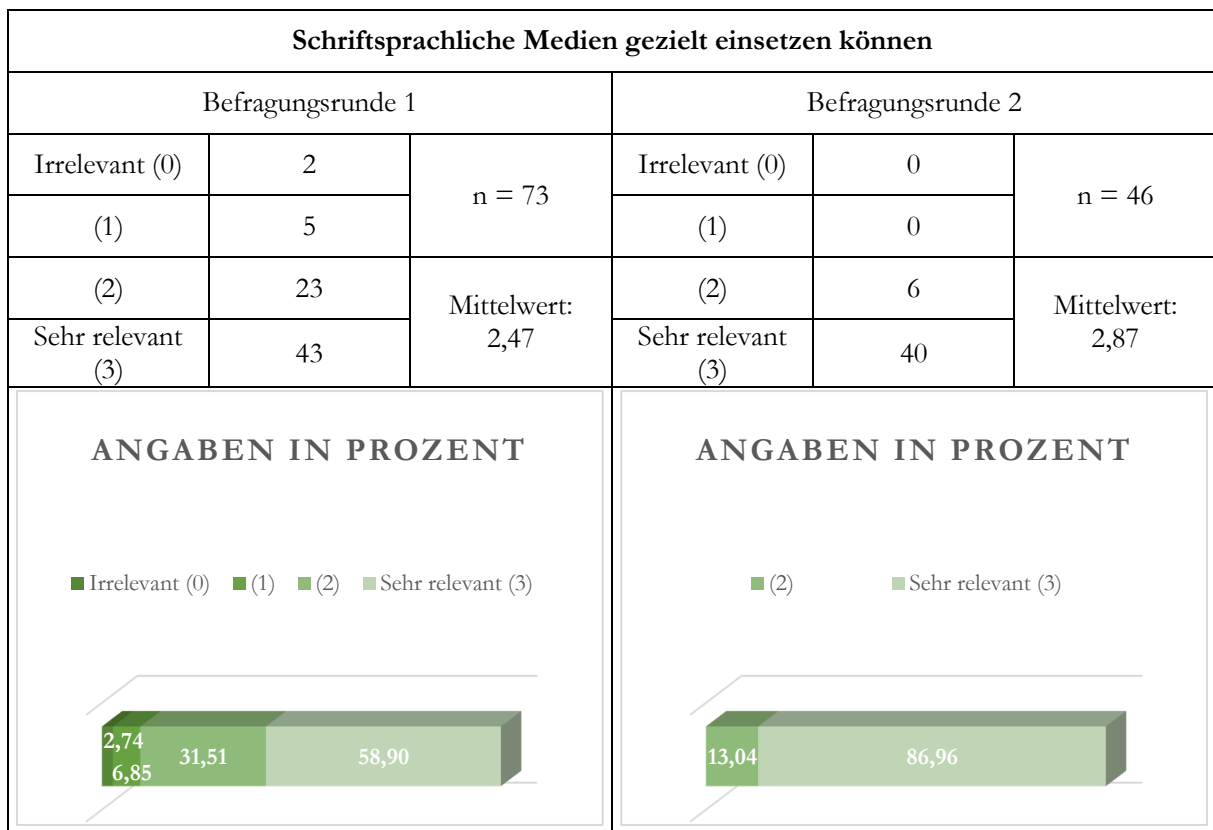 Schriftsprachliche Medien gezielt einsetzen können
Befragungsrunde 1
Befragungsrunde 2
Irrelevant (0)
2
n = 73
Irrelevant (0)
0
n = 46
(1)
5
(1)
0
(2)
23
Mittelwert:
2,47
(2)
6
Mittelwert:
2,87
Sehr relevant
(3)
43
Sehr relevant
(3)
40
ANGABEN IN PROZENT
Irrelevant (0) (1) (2) Sehr relevant (3)
2,74
6,85
31,51
58,90
ANGABEN IN PROZENT
(2) Sehr relevant (3)
13,04
86,96